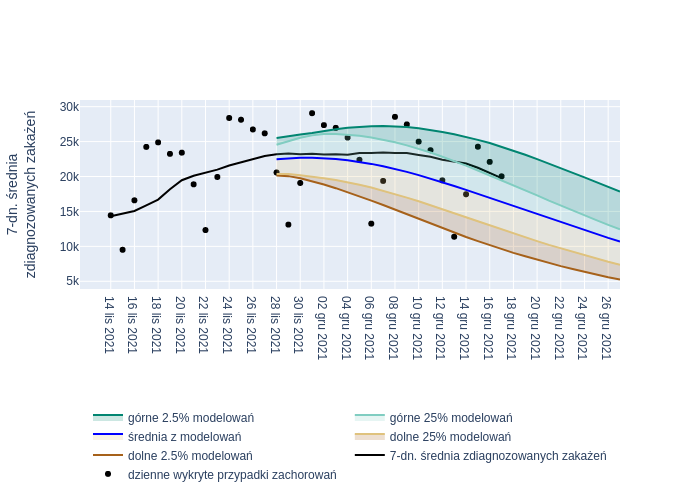 7-dn. średnia
zdiagnozowanych zakażeń
30k
25k
20k
15k
10k
5k
14 lis 2021
16 lis 2021
18 lis 2021
20 lis 2021
22 lis 2021
24 lis 2021
26 lis 2021
28 lis 2021
30 lis 2021
02 gru 2021
04 gru 2021
06 gru 2021
08 gru 2021
10 gru 2021
12 gru 2021
14 gru 2021
16 gru 2021
18 gru 2021
20 gru 2021
22 gru 2021
24 gru 2021
26 gru 2021
górne 2.5% modelowań
górne 25% modelowań
średnia z modelowań
dolne 25% modelowań
dolne 2.5% modelowań
7-dn. średnia zdiagnozowanych zakażeń
dzienne wykryte przypadki zachorowań